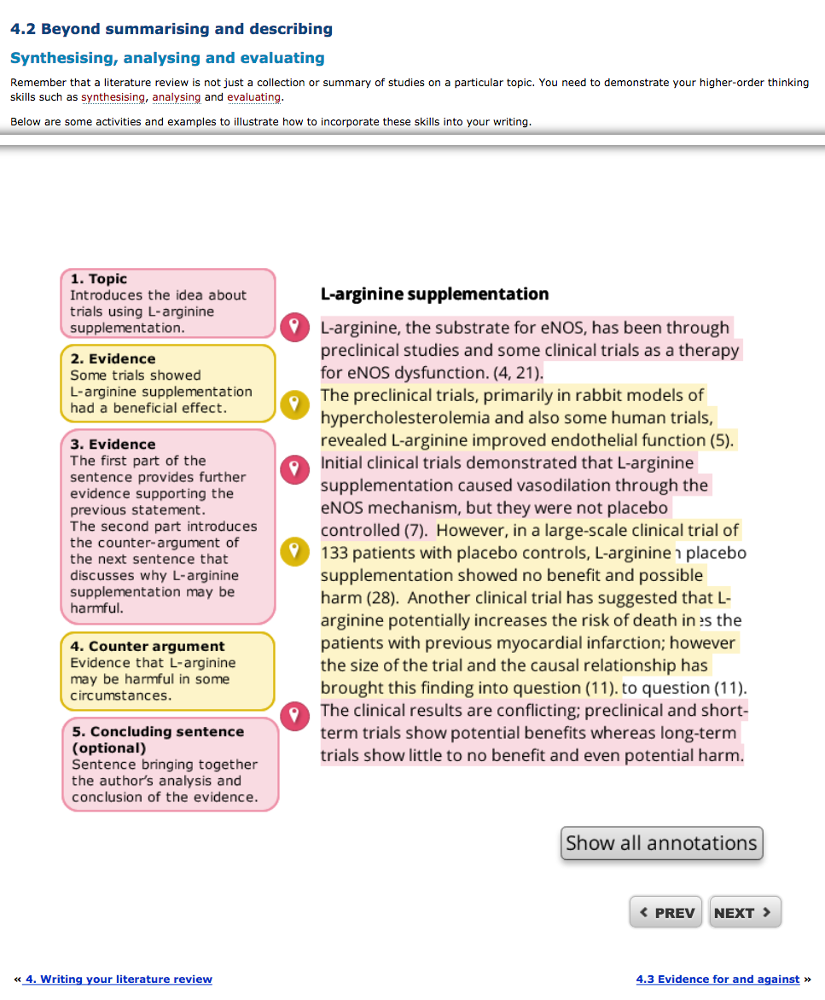 4.2 Beyond summarising and describing
Synthesising, analysing and evaluating
Remember that a literature review is not just a collection or summary of studies on a particular topic. You need to demonstrate your higher-order thinking
skills such as synthesising, analysing and evaluating.
Below are some activities and examples to illustrate how to incorporate these skills into your writing.
1. Topic
Introduces the idea about
trials using L-arginine
supplementation.
2. Evidence
Some trials showed
L-arginine supplementation
had a beneficial effect.
3. Evidence
The first part of the
sentence provides further
evidence supporting the
previous statement.
The second part introduces
the counter-argument of
the next sentence that
discusses why L-arginine
supplementation may be
harmful.
4. Counter argument
Evidence that L-arginine
may be harmful in some
circumstances.
5. Concluding sentence
(optional)
Sentence bringing together
the author's analysis and
conclusion of the evidence.
L-arginine supplementation
L-arginine, the substrate for eNOS, has been through
preclinical studies and some clinical trials as a therapy
for eNOS dysfunction. (4, 21).
The preclinical trials, primarily in rabbit models of
hypercholesterolemia and also some human trials,
revealed L-arginine improved endothelial function (5).
Initial clinical trials demonstrated that L-arginine
supplementation caused vasodilation through the
eNOS mechanism, but they were not placebo
controlled (7). However, in a large-scale clinical trial of
133 patients with placebo controls, L-arginine placebo
supplementation showed no benefit and possible
harm (28). Another clinical trial has suggested that L-
arginine potentially increases the risk of death in es the
patients with previous myocardial infarction; however
the size of the trial and the causal relationship has
brought this finding into question (11). to question (11).
The clinical results are conflicting; preclinical and short-
term trials show potential benefits whereas long-term
trials show little to no benefit and even potential harm.
Show all annotations
< PREV
NEXT >
« 4. Writing your literature review
4.3 Evidence for and against »